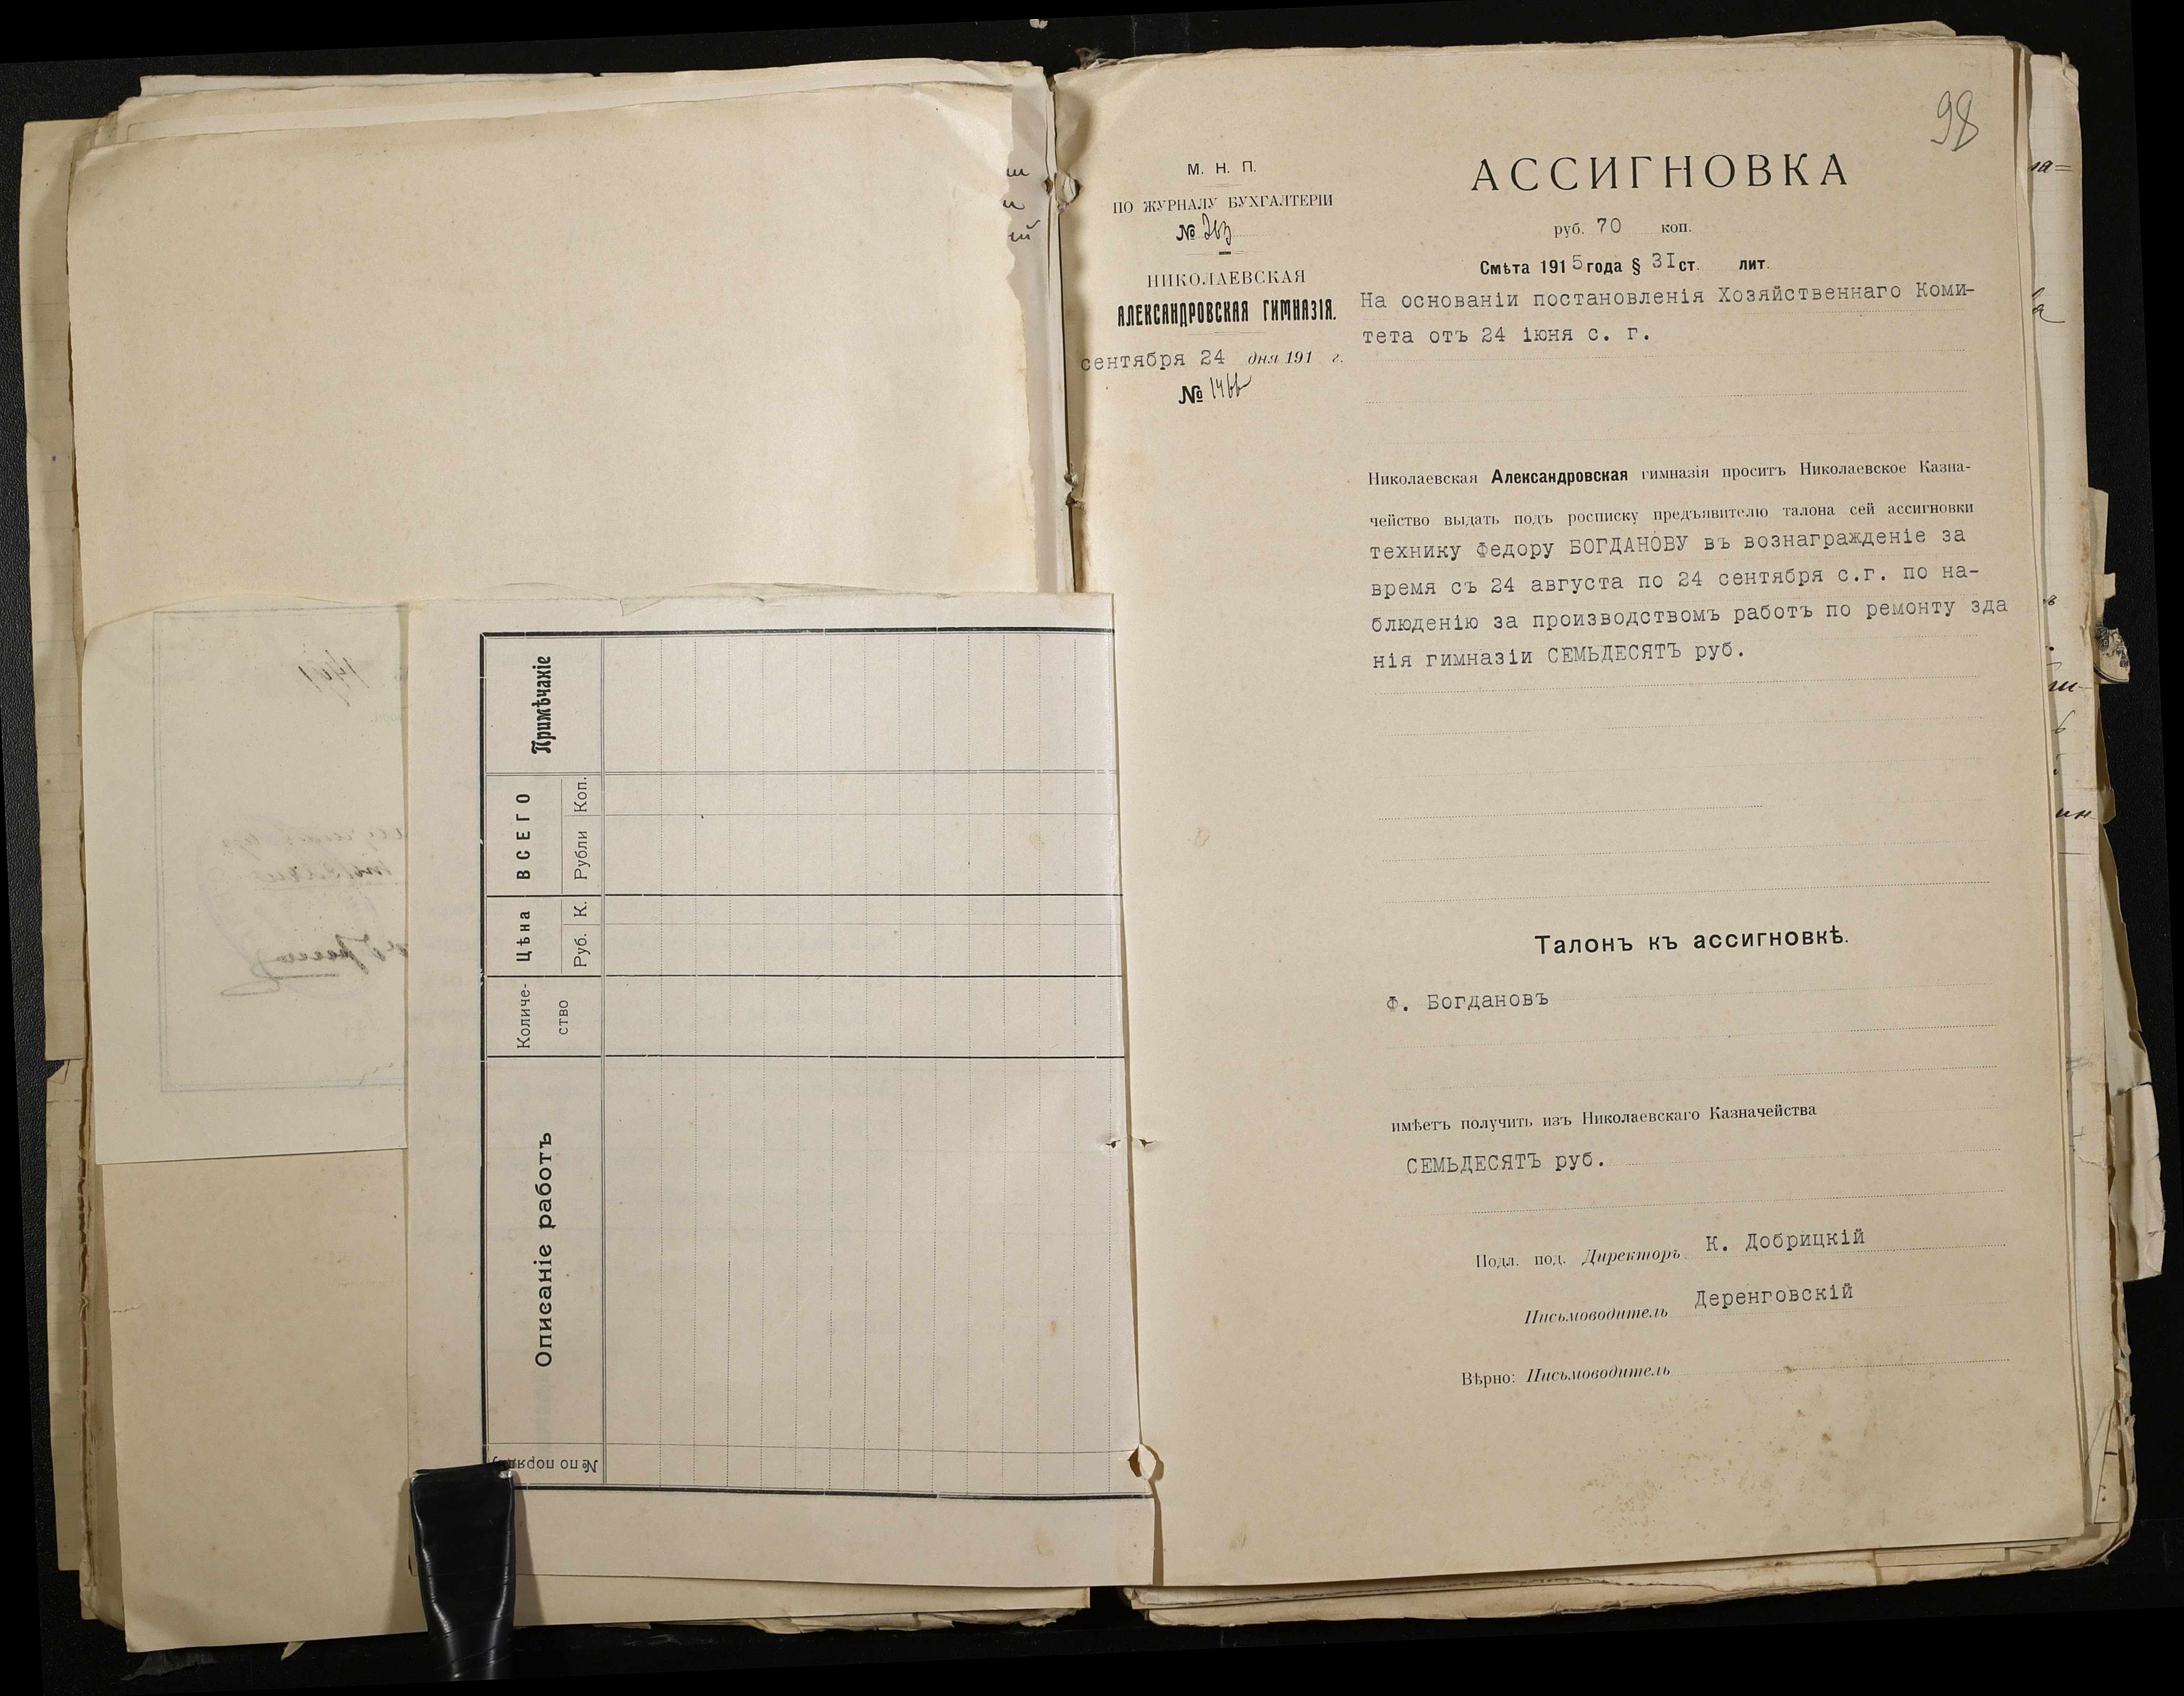 № по порядку
Описаніе работъ
Количе-
ство
Цѣна
Руб.
К.
ВСЕГО
Рубли
Коп.
Примѣчаніе
98
М. Н. П.
ПО ЖУРНАЛУ БУХГАЛТЕРІИ
№
НИКОЛАЕВСКАЯ
АЛЕКСАНДРОВСКАЯ ГИМНАЗІЯ.
сентября 24 дня 191 г.
№ 1466
АССИГНОВКА
руб. 70 коп.
Смѣта 1915 года § 31 ст. лит.
На основаніи постановленія Хозяйственнаго Коми-
тета отъ 24 іюня с. г.
Николаевская Александровская гимназія проситъ Николаевское Казна-
чейство выдать подъ росписку предъявителю талона сей ассигновки
технику Федору БОГДАНОВУ въ вознагражденіе за
время съ 24 августа по 24 сентября с.г. по на-
блюденію за производствомъ работъ по ремонту зда
нія гимназіи СЕМЬДЕСЯТЪ руб.
Талонъ къ ассигновкѣ.
Ф. Богдановъ
имѣетъ получить изъ Николаевскаго Казначейства
СЕМЬДЕСЯТЪ руб.
Подл. под. Директоръ К. Добрицкій
Письмоводитель Деренговскій
Вѣрно: Письмоводитель